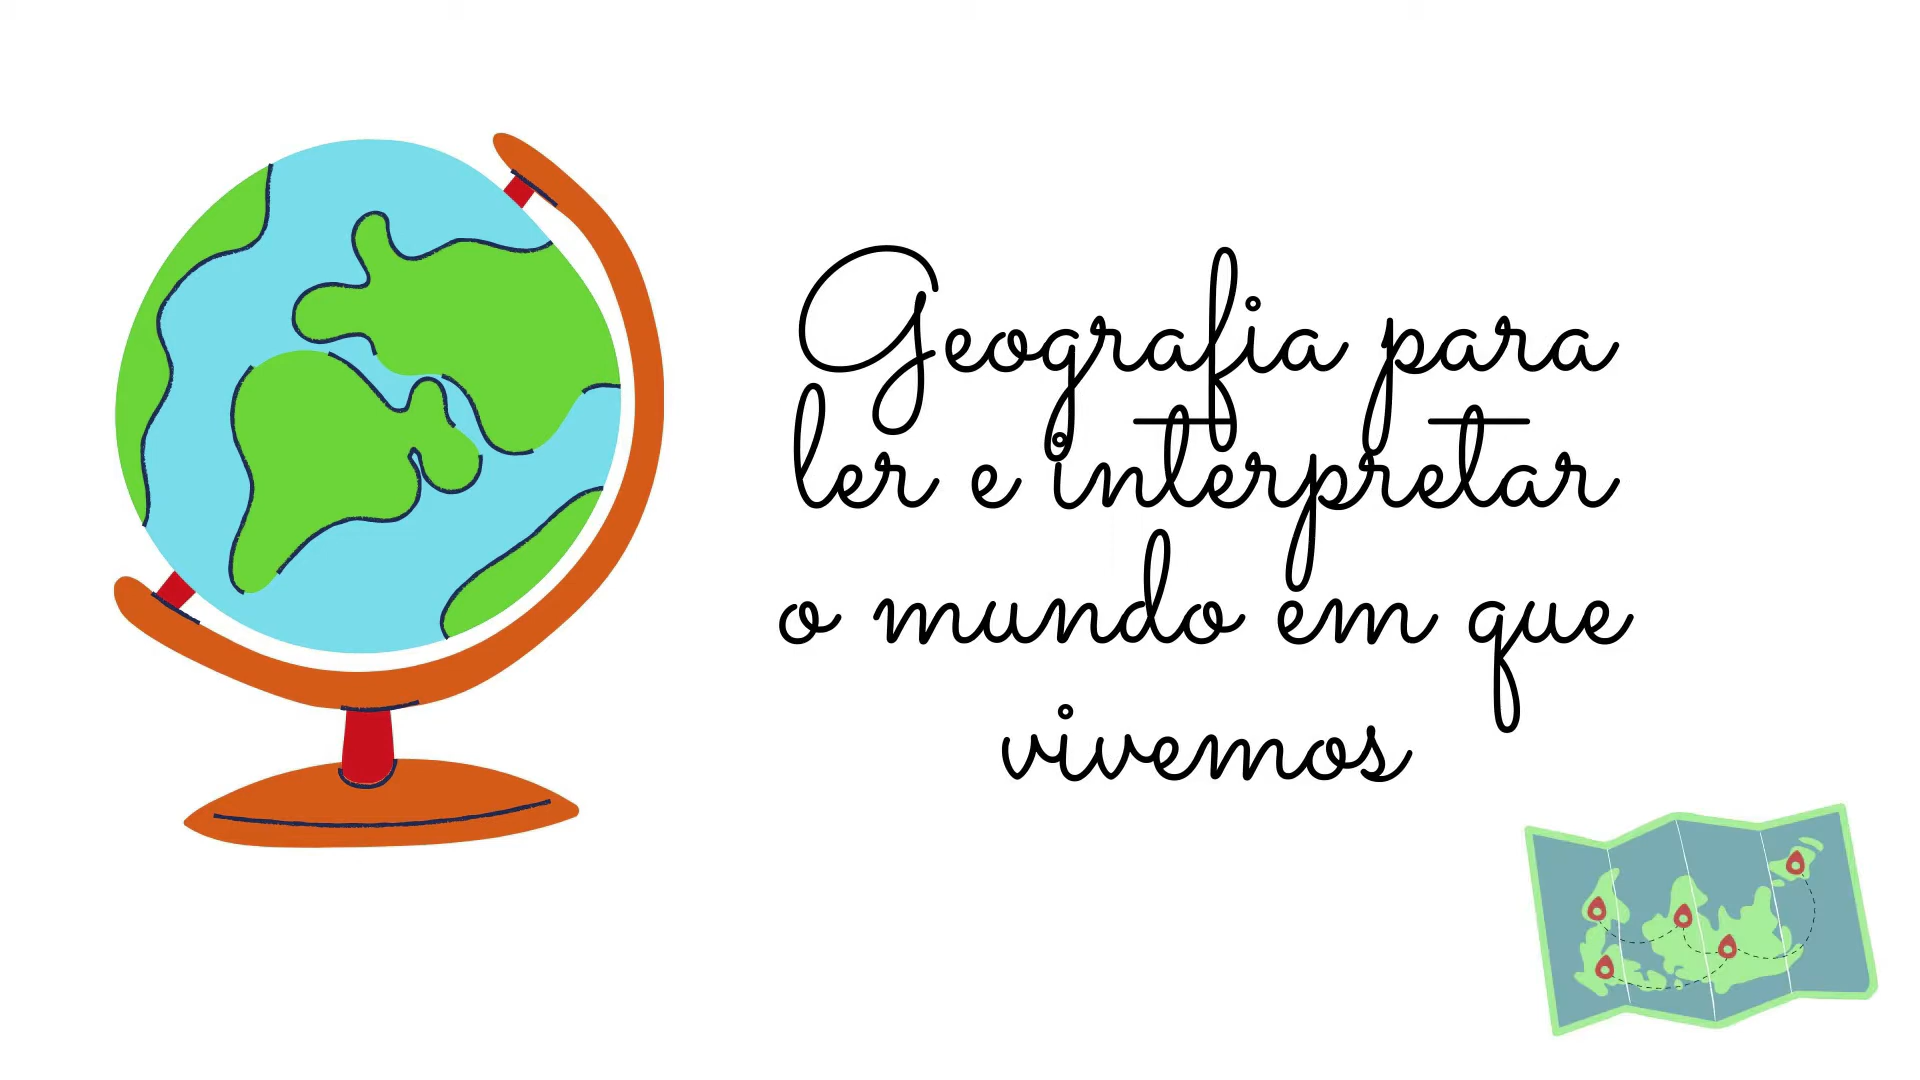 Geografia para
ler e interpretar
o mundo em que
vivemos